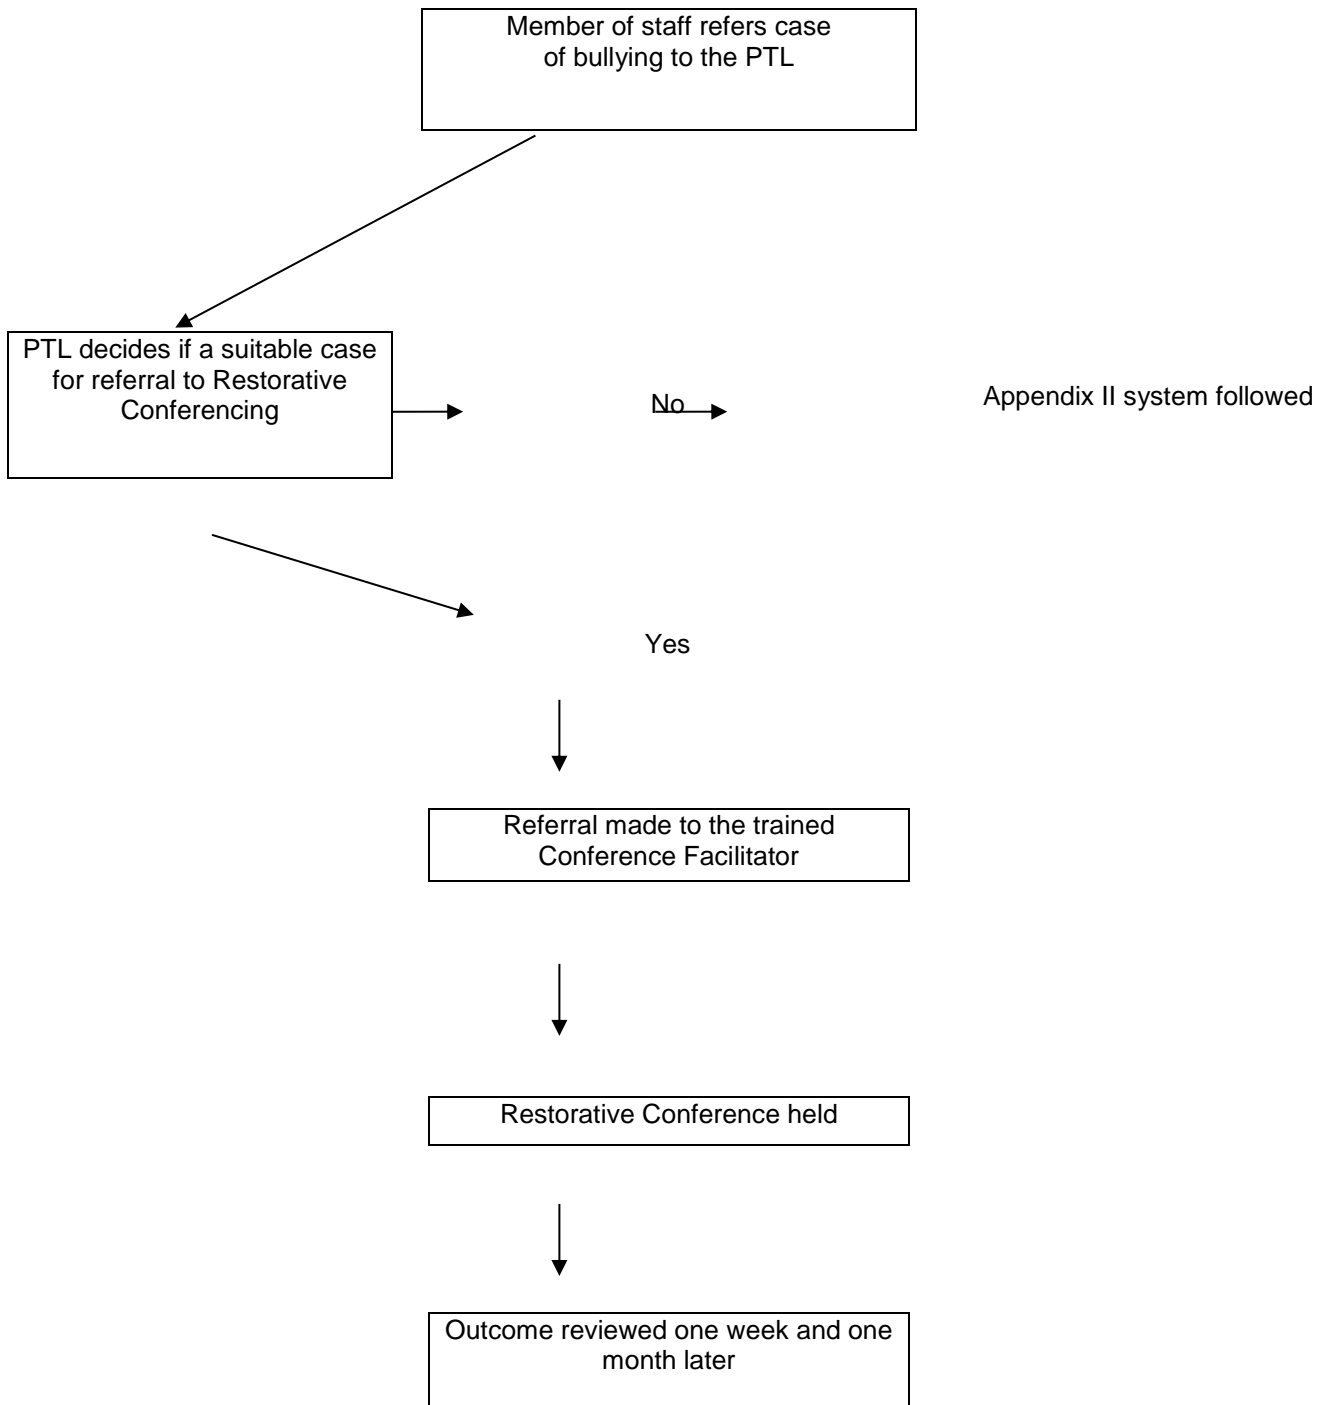 Member of staff refers case
of bullying to the PTL
PTL decides if a suitable case
for referral to Restorative
Conferencing
No
Appendix II system followed
Yes
Referral made to the trained
Conference Facilitator
Restorative Conference held
Outcome reviewed one week and one
month later